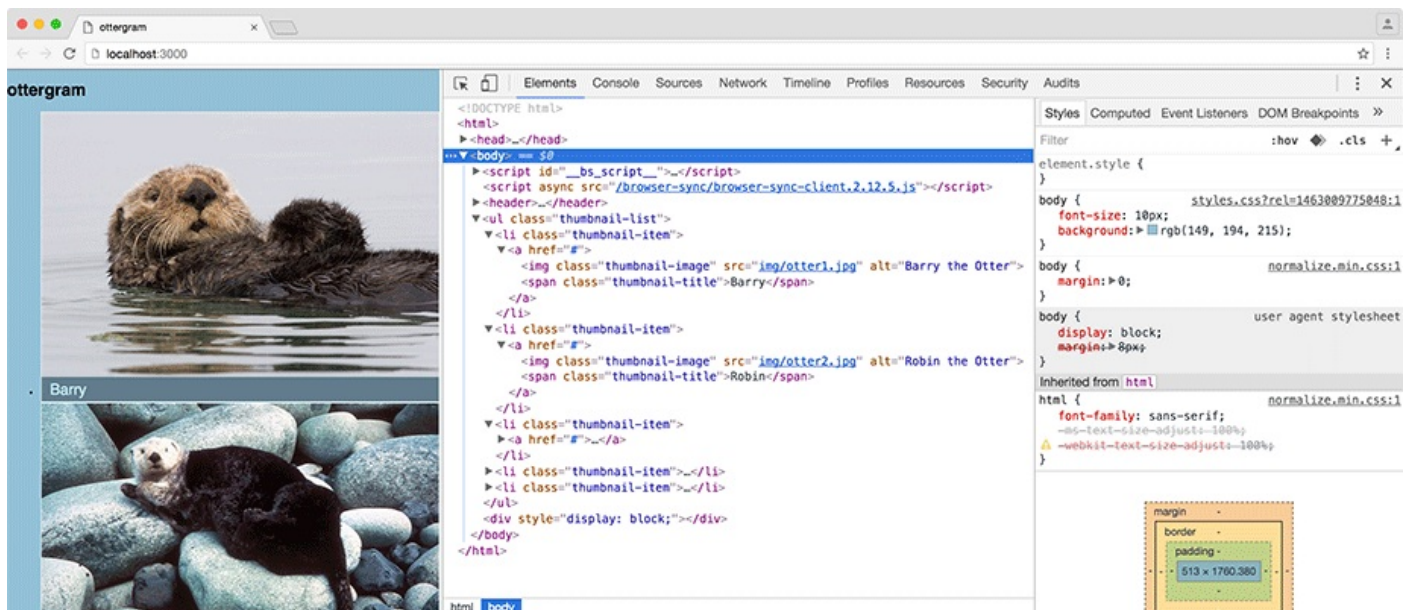 ottergram
localhost:3000
ottergram
Barry
Elements Console Sources Network Timeline Profiles Resources Security Audits
<!DOCTYPE html>
<html>
▶<head>…</head>
…▼<body> == $0
▶<script id="__bs_script__">…</script>
<script async src="/browser-sync/browser-sync-client.2.12.5.js"></script>
▶<header>…</header>
▼<ul class="thumbnail-list">
▼<li class="thumbnail-item">
▼<a href="#">
<img class="thumbnail-image" src="img/otter1.jpg" alt="Barry the Otter">
<span class="thumbnail-title">Barry</span>
</a>
</li>
▼<li class="thumbnail-item">
▼<a href="#">
<img class="thumbnail-image" src="img/otter2.jpg" alt="Robin the Otter">
<span class="thumbnail-title">Robin</span>
</a>
</li>
▼<li class="thumbnail-item">
▶<a href="#">…</a>
</li>
▶<li class="thumbnail-item">…</li>
▶<li class="thumbnail-item">…</li>
</ul>
<div style="display: block;"></div>
</body>
</html>
html body
Styles Computed Event Listeners DOM Breakpoints »
Filter :hov .cls +
element.style {
}
body { styles.css?rel=1463009775048:1
font-size: 10px;
background:▶rgb(149, 194, 215);
}
body { normalize.min.css:1
margin:▶0;
}
body { user agent stylesheet
display: block;
margin:▶8px;
}
Inherited from html
html { normalize.min.css:1
font-family: sans-serif;
-ms-text-size-adjust: 100%;
-webkit-text-size-adjust: 100%;
}
margin -
border -
padding -
513 × 1760.380